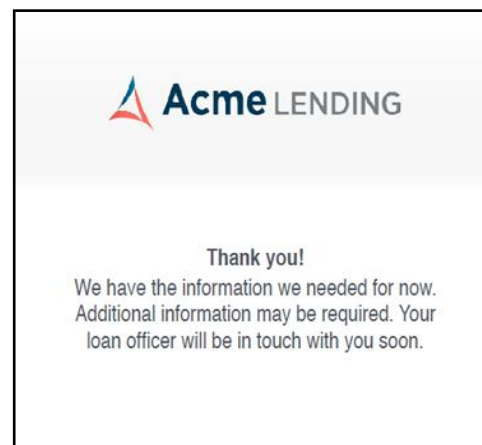 Acme LENDING
Thank you!
We have the information we needed for now.
Additional information may be required. Your
loan officer will be in touch with you soon.